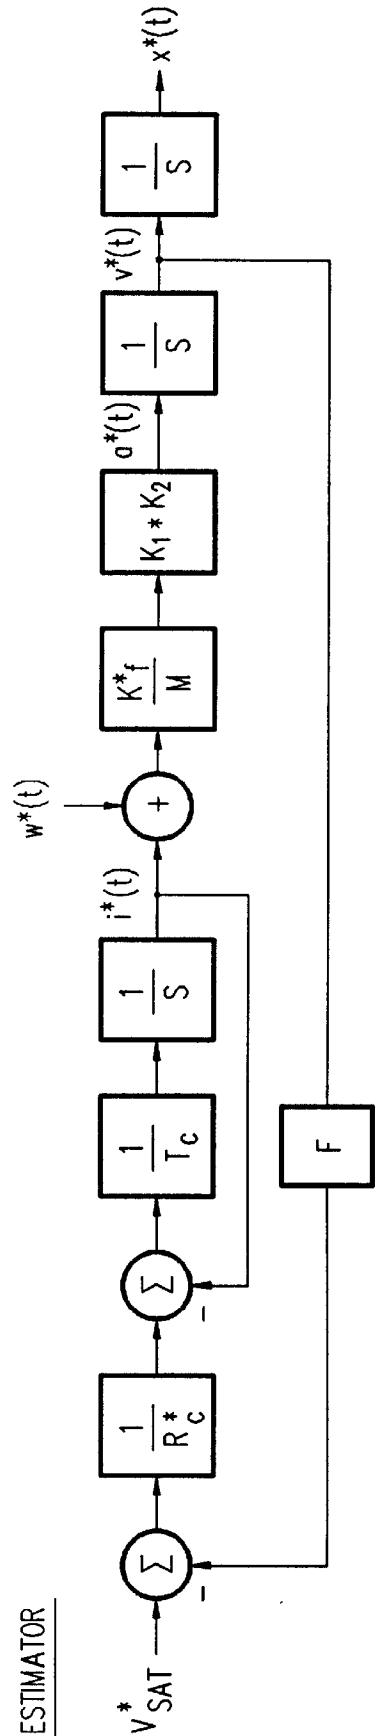 ESTIMATOR
V*SAT
Σ
−
1
R*c
Σ
−
1
Tc
1
S
i*(t)
w*(t)
+
K*f
M
K1 * K2
a*(t)
1
S
v*(t)
1
S
x*(t)
F